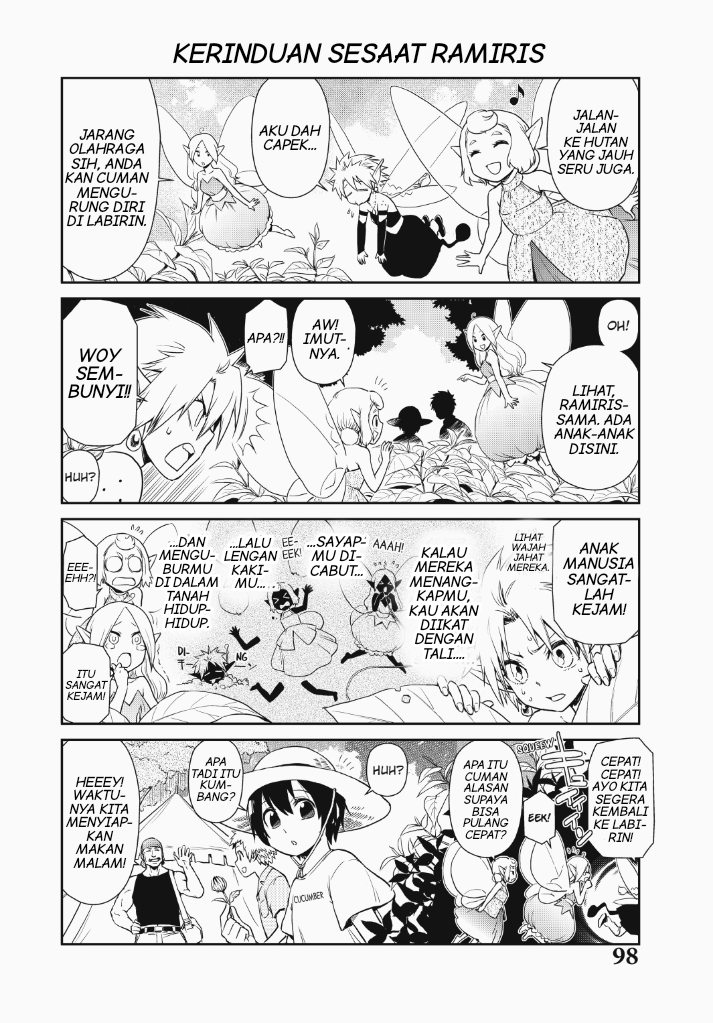 KERINDUAN SESAAT RAMIRIS
JALAN-
JALAN
KE HUTAN
YANG JAUH
SERU JUGA.
AKU DAH
CAPEK...
JARANG
OLAHRAGA
SIH, ANDA
KAN CUMAN
MENGU-
RUNG DIRI
DI LABIRIN.
OH!
LIHAT,
RAMIRIS-
SAMA. ADA
ANAK-ANAK
DISINI.
AW!
IMUT-
NYA.
APA?!!
WOY
SEM-
BUNYI!!
HUH?
ANAK
MANUSIA
SANGAT-
LAH
KEJAM!
LIHAT
WAJAH
JAHAT
MEREKA.
KALAU
MEREKA
MENANG-
KAPMU,
KAU AKAN
DIIKAT
DENGAN
TALI....
AAAH!
...SAYAP-
MU DI-
CABUT...
EE-
EEK!
...LALU
LENGAN
KAKI-
MU...
...DAN
MENGU-
BURMU
DI DALAM
TANAH
HIDUP-
HIDUP.
DI-
NG
EEE-
EHH?!
ITU
SANGAT
KEJAM!
CEPAT!
CEPAT!
AYO KITA
SEGERA
KEMBALI
KE LABI-
RIN!
SQUEEW
EEK!
APA ITU
CUMAN
ALASAN
SUPAYA
BISA
PULANG
CEPAT?
HUH?
APA
TADI ITU
KUM-
BANG?
CUCUMBER
HEEEY!
WAKTU-
NYA KITA
MENYIAP-
KAN
MAKAN
MALAM!
98